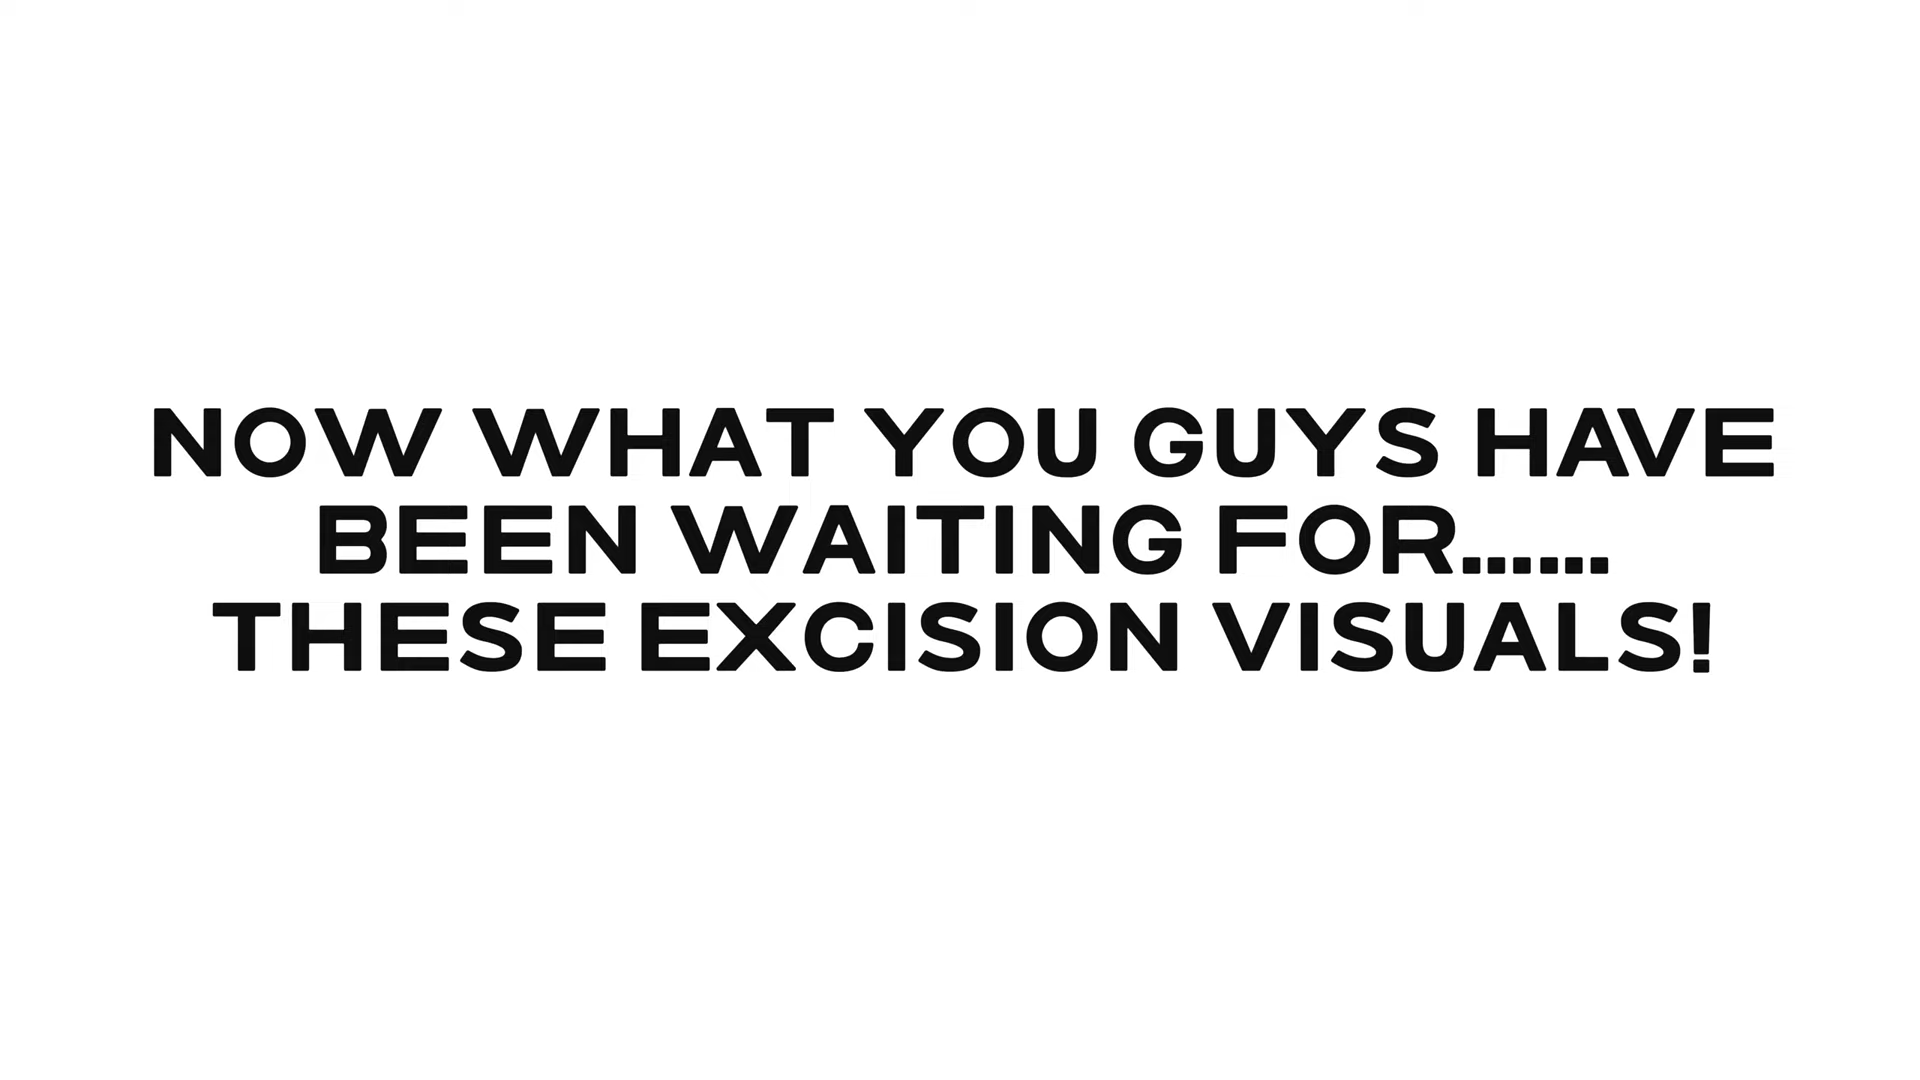 NOW WHAT YOU GUYS HAVE
BEEN WAITING FOR......
THESE EXCISION VISUALS!